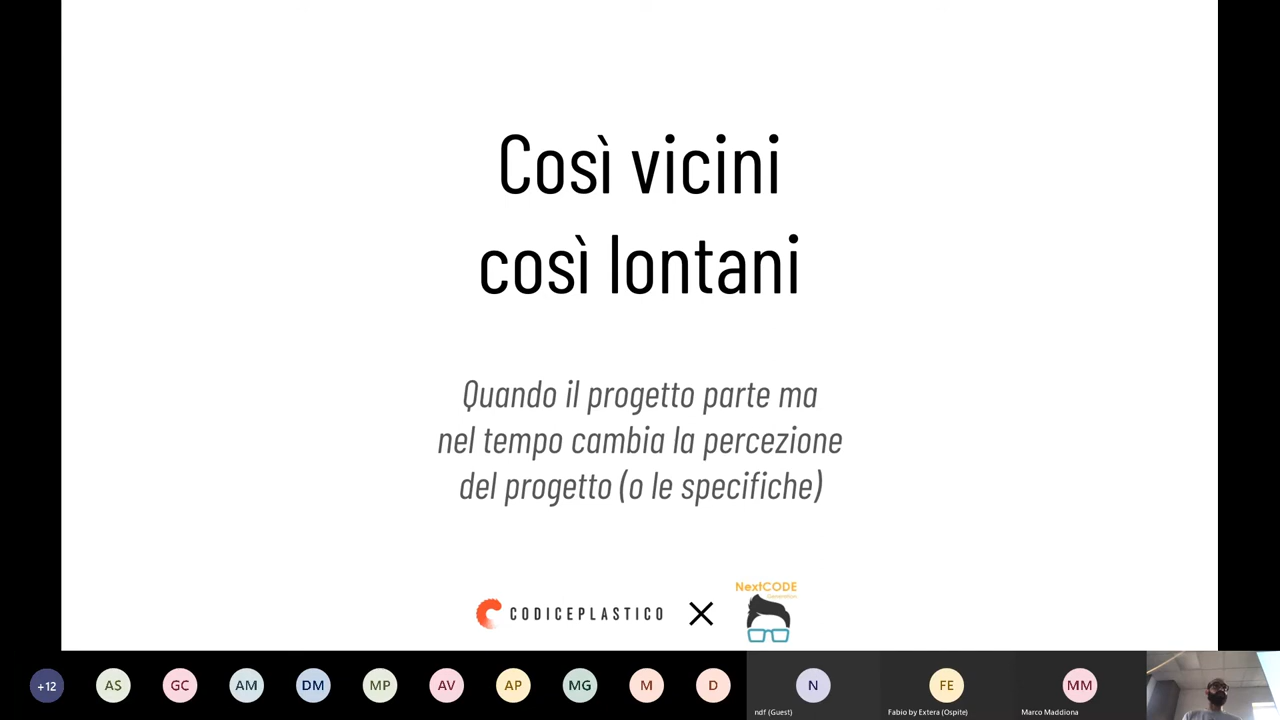 Così vicini
così lontani
Quando il progetto parte ma
nel tempo cambia la percezione
del progetto (o le specifiche)
CODICEPLASTICO
NextCODE
Generation
+12
AS
GC
AM
DM
MP
AV
AP
MG
M
D
N
FE
MM
ndf (Guest)
Fabio by Extera (Ospite)
Marco Maddiona